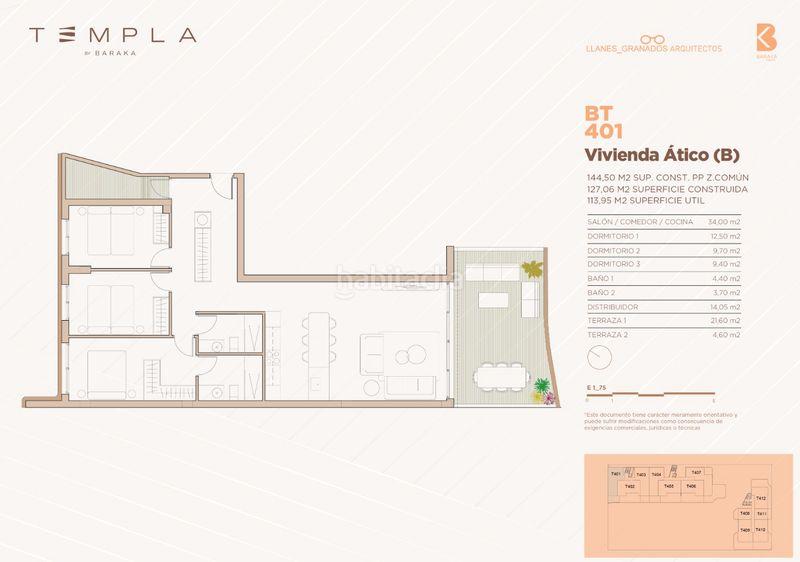 TEMPLA
BY BARAKA
LLANES_GRANADOS ARQUITECTOS
BARAKA
BT
401
Vivienda Ático (B)
144,50 M2 SUP. CONST. PP Z.COMÚN
127,06 M2 SUPERFICIE CONSTRUIDA
113,95 M2 SUPERFICIE UTIL
SALÓN / COMEDOR / COCINA 34,00 m2
DORMITORIO 1 12,50 m2
DORMITORIO 2 9,70 m2
DORMITORIO 3 9,40 m2
BAÑO 1 4,40 m2
BAÑO 2 3,70 m2
DISTRIBUIDOR 14,05 m2
TERRAZA 1 21,60 m2
TERRAZA 2 4,60 m2
E 1_75
*Este documento tiene carácter meramente orientativo y
puede sufrir modificaciones como consecuencia de
exigencias comerciales, jurídicas o técnicas
habitaclia
T401 T403 T404 T407
T402 T405 T406
T412
T408 T411
T409 T410